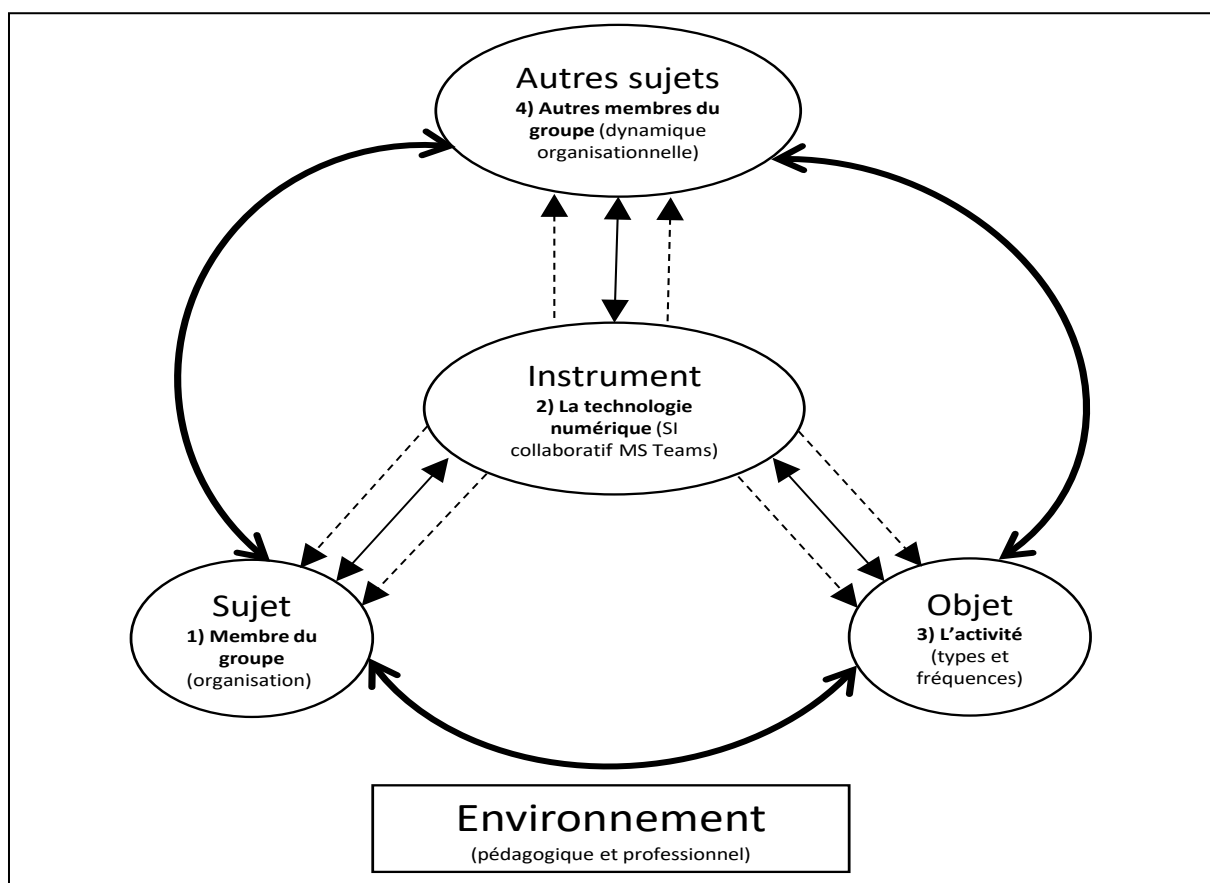 Autres sujets
4) Autres membres du
groupe (dynamique
organisationnelle)
Instrument
2) La technologie
numérique (SI
collaboratif MS Teams)
Sujet
1) Membre du
groupe
(organisation)
Objet
3) L’activité
(types et
fréquences)
Environnement
(pédagogique et professionnel)